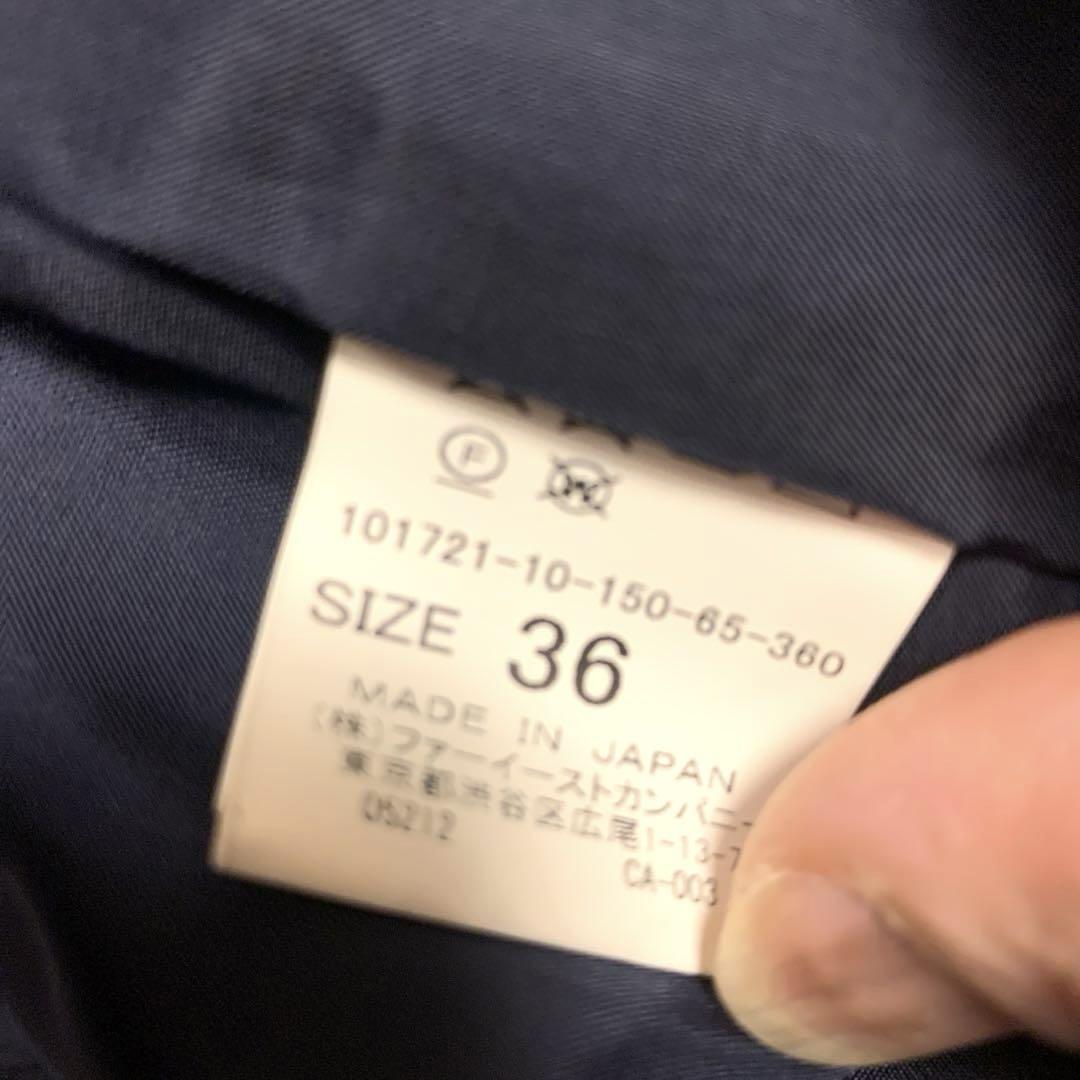 F
W
101721-10-150-65-360
SIZE 36
MADE IN JAPAN
(株)ファーイーストカンパニー
東京都渋谷区広尾1-13-7
05212
CA-003